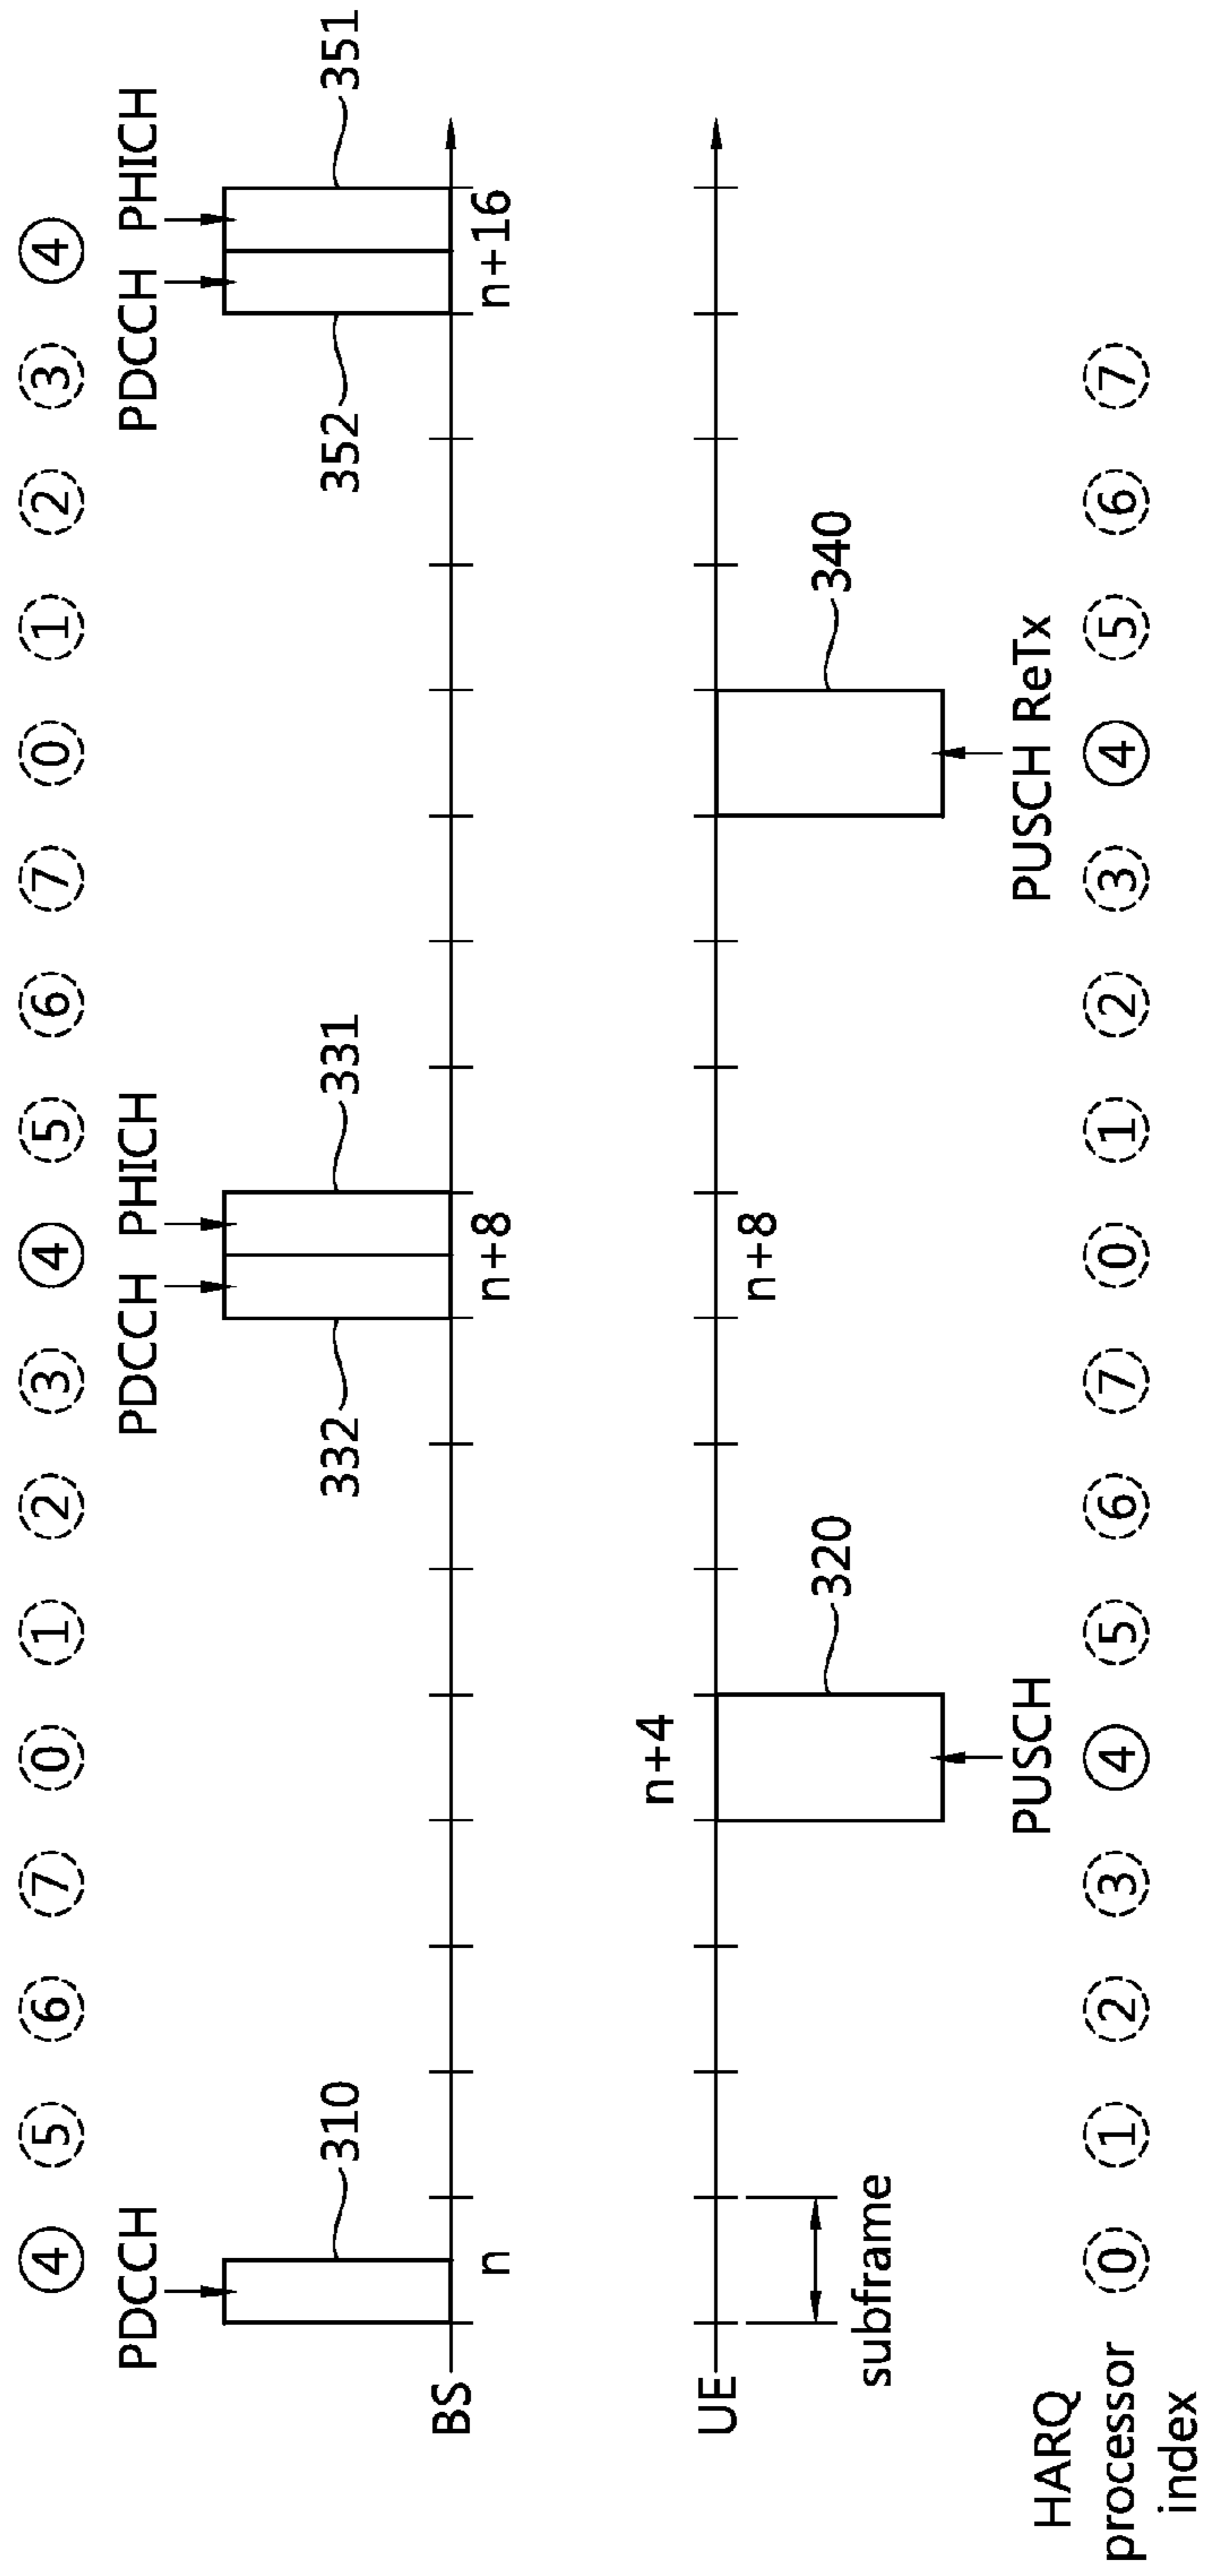 4 5 6 7 0 1 2 3 4 5 6 7 0 1 2 3 4
PDCCH PDCCH PHICH PDCCH PHICH
310 332 331 352 351
BS
n n+8 n+16
n+4 n+8
UE
320 340
subframe
PUSCH PUSCH ReTx
HARQ
processor
index
0 1 2 3 4 5 6 7 0 1 2 3 4 5 6 7